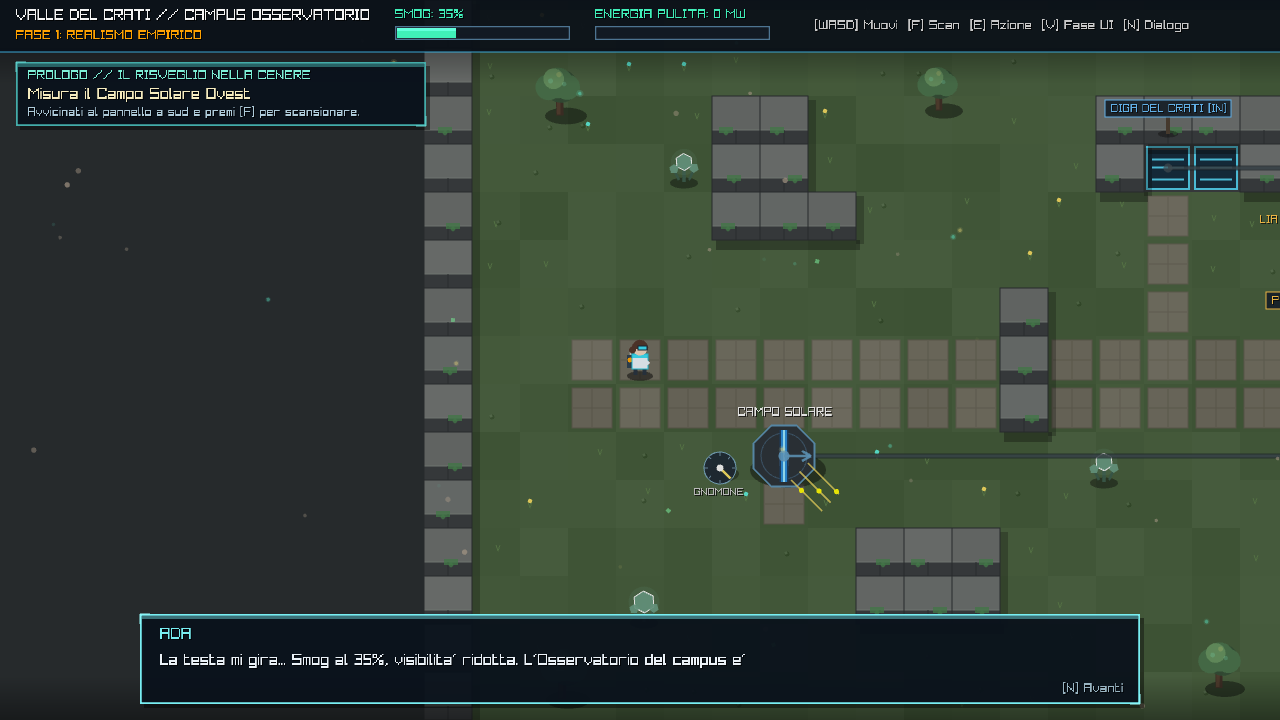 VALLE DEL CRATI // CAMPUS OSSERVATORIO
FASE 1: REALISMO EMPIRICO
SMOG: 35%
ENERGIA PULITA: 0 MW
[WASD] Muovi [F] Scan [E] Azione [V] Fase UI [N] Dialogo
PROLOGO // IL RISVEGLIO NELLA CENERE
Misura il Campo Solare Ovest
Avvicinati al pannello a sud e premi [F] per scansionare.
DIGA DEL CRATI [IN]
LIA
P
CAMPO SOLARE
GNOMONE
ADA
La testa mi gira... Smog al 35%, visibilita' ridotta. L'Osservatorio del campus e'
[N] Avanti